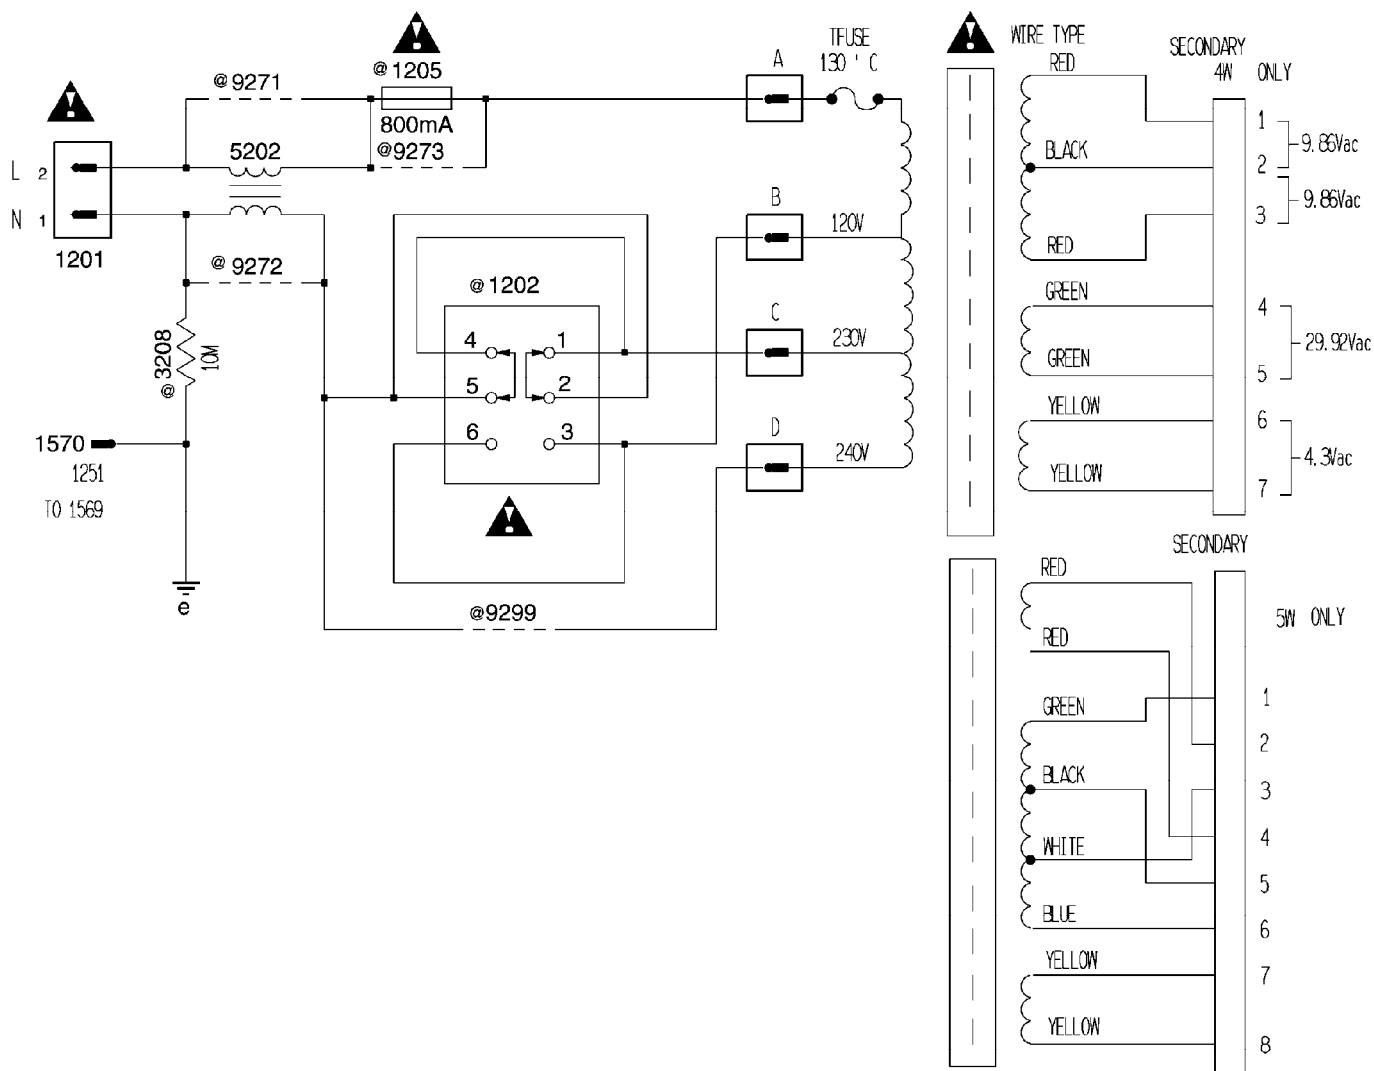 @ 9271
@ 1205
800mA
@ 9273
L 2
N 1
1201
5202
@ 9272
@ 3208
10M
1570
1251
TO 1569
e
@ 1202
4 1
5 2
6 3
@9299
A
TFUSE
130 ' C
B
120V
C
230V
D
240V
WIRE TYPE
SECONDARY
4W ONLY
RED
BLACK
RED
GREEN
GREEN
YELLOW
YELLOW
1
2
3
4
5
6
7
9.86Vac
9.86Vac
29.92Vac
4.3Vac
SECONDARY
5W ONLY
RED
RED
GREEN
BLACK
WHITE
BLUE
YELLOW
YELLOW
1
2
3
4
5
6
7
8